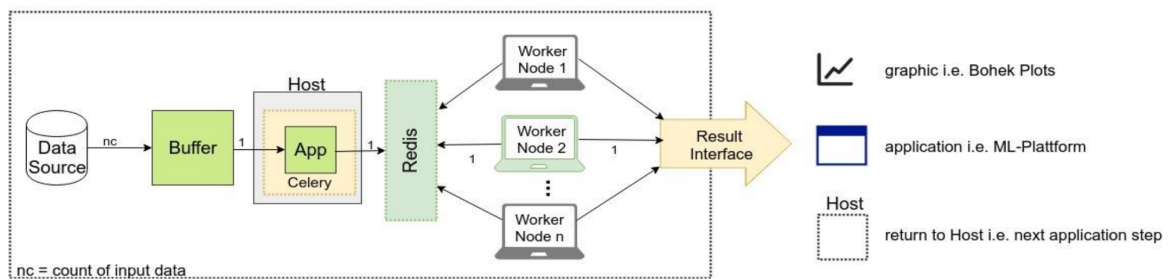 Data
Source
nc
Buffer
1
Host
App
Celery
1
Redis
Worker
Node 1
Worker
Node 2
1
1
Worker
Node n
Result
Interface
nc = count of input data
graphic i.e. Bohek Plots
application i.e. ML-Plattform
Host
return to Host i.e. next application step